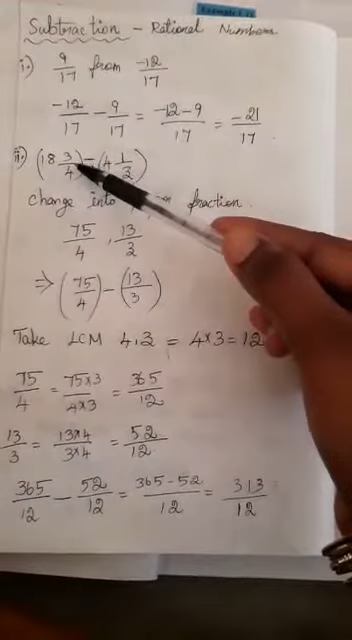 Subtraction - Rational Numbers
i.) 9/17 from -12/17
-12/17 - 9/17 = -12-9/17 = -21/17.
ii.) (18 3/4) - (4 1/3)
Change into fraction.
75/4 , 13/3
⇒ (75/4) - (13/3)
Take LCM 4,3 = 4×3 = 12
75/4 = 75×3/4×3 = 365/12
13/3 = 13×4/3×4 = 52/12
365/12 - 52/12 = 365-52/12 = 313/12